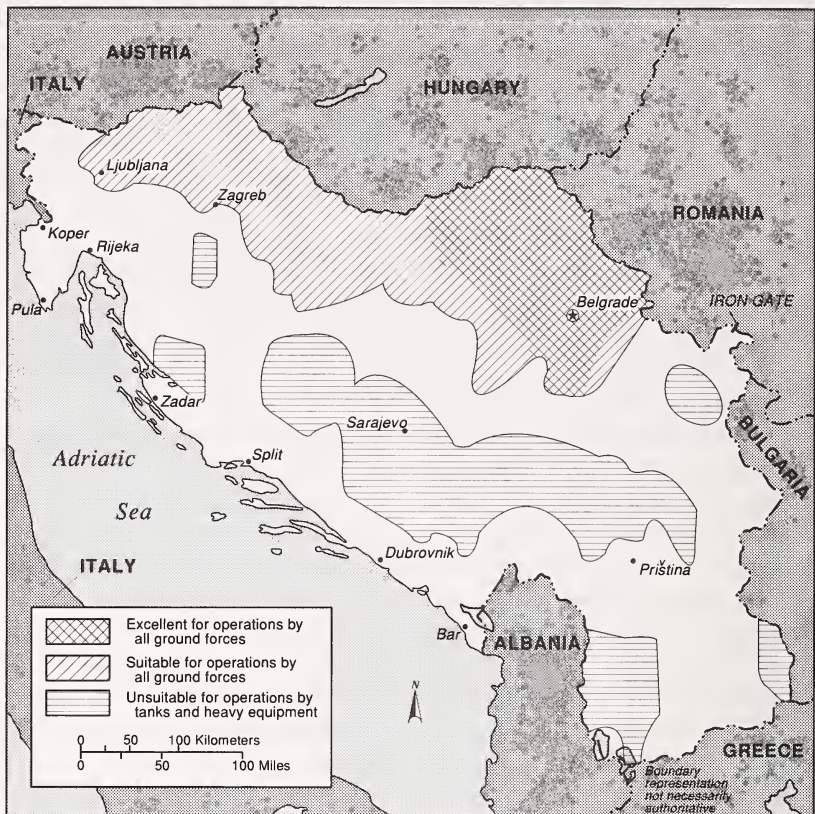 AUSTRIA
ITALY
HUNGARY
Ljubljana
Zagreb
ROMANIA
Koper
Rijeka
Pula
Belgrade
IRON GATE
Zadar
Sarajevo
BULGARIA
Split
Adriatic
Sea
ITALY
Dubrovnik
Priština
Bar
ALBANIA
Excellent for operations by
all ground forces
Suitable for operations by
all ground forces
Unsuitable for operations by
tanks and heavy equipment
N
0 50 100 Kilometers
0 50 100 Miles
GREECE
Boundary
representation
not necessarily
authoritative